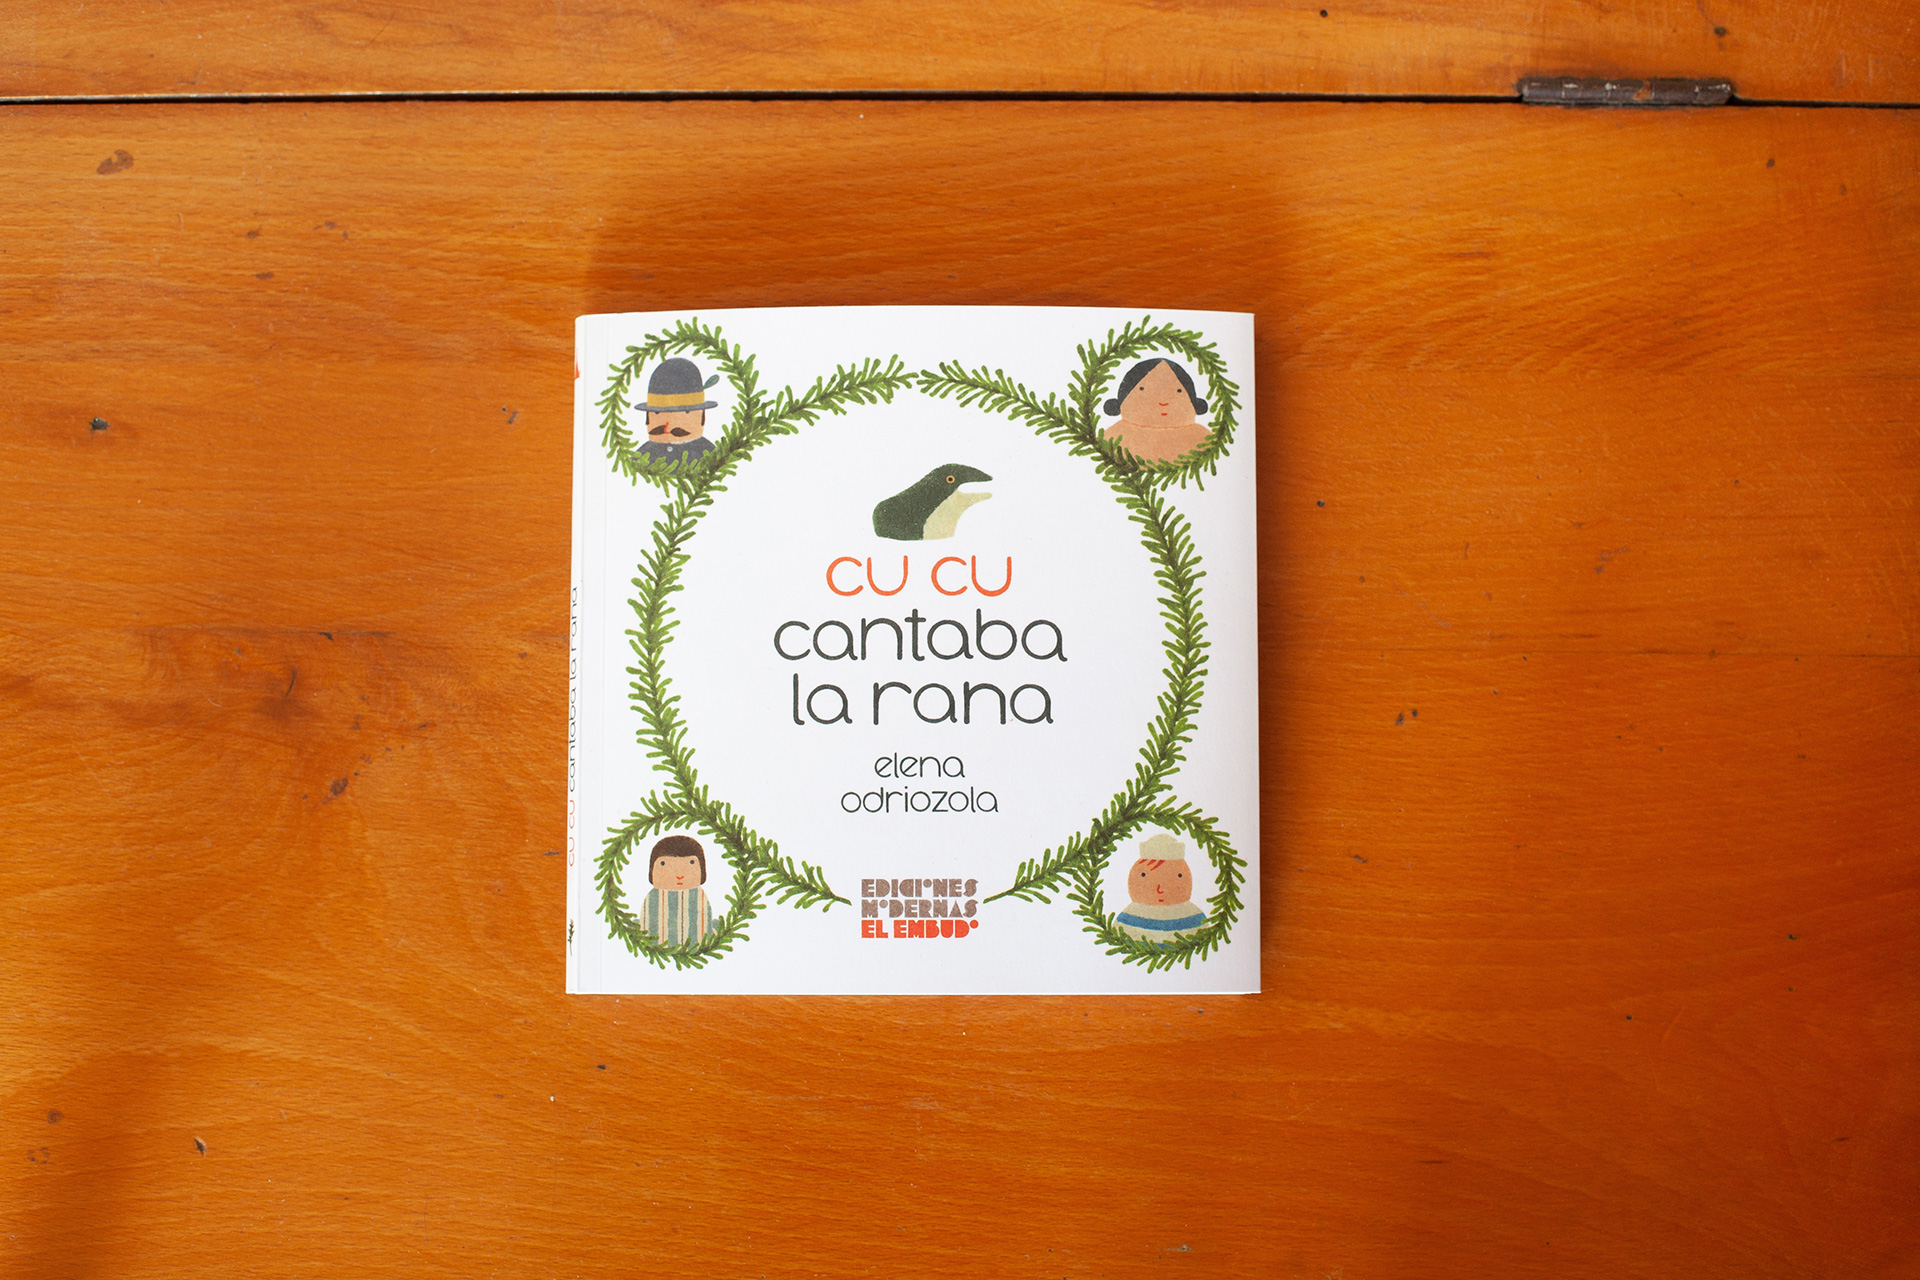 cu cu
cantaba
la rana
elena
odriozola
EDICIONES
MODERNAS
EL EMBUDO
cu cu cantaba la rana